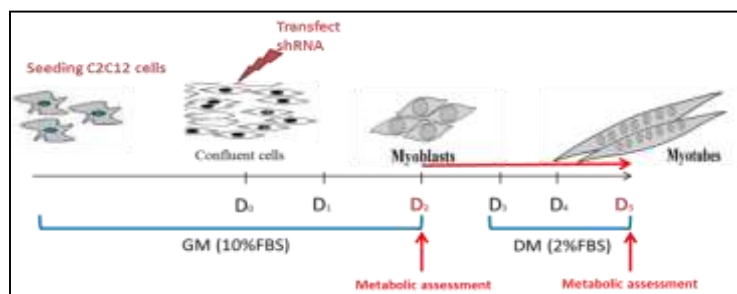 Transfect
shRNA
Seeding C2C12 cells
Confluent cells
Myoblasts
Myotubes
D₀ D₁ D₂ D₃ D₄ D₅
GM (10%FBS)
DM (2%FBS)
Metabolic assessment
Metabolic assessment